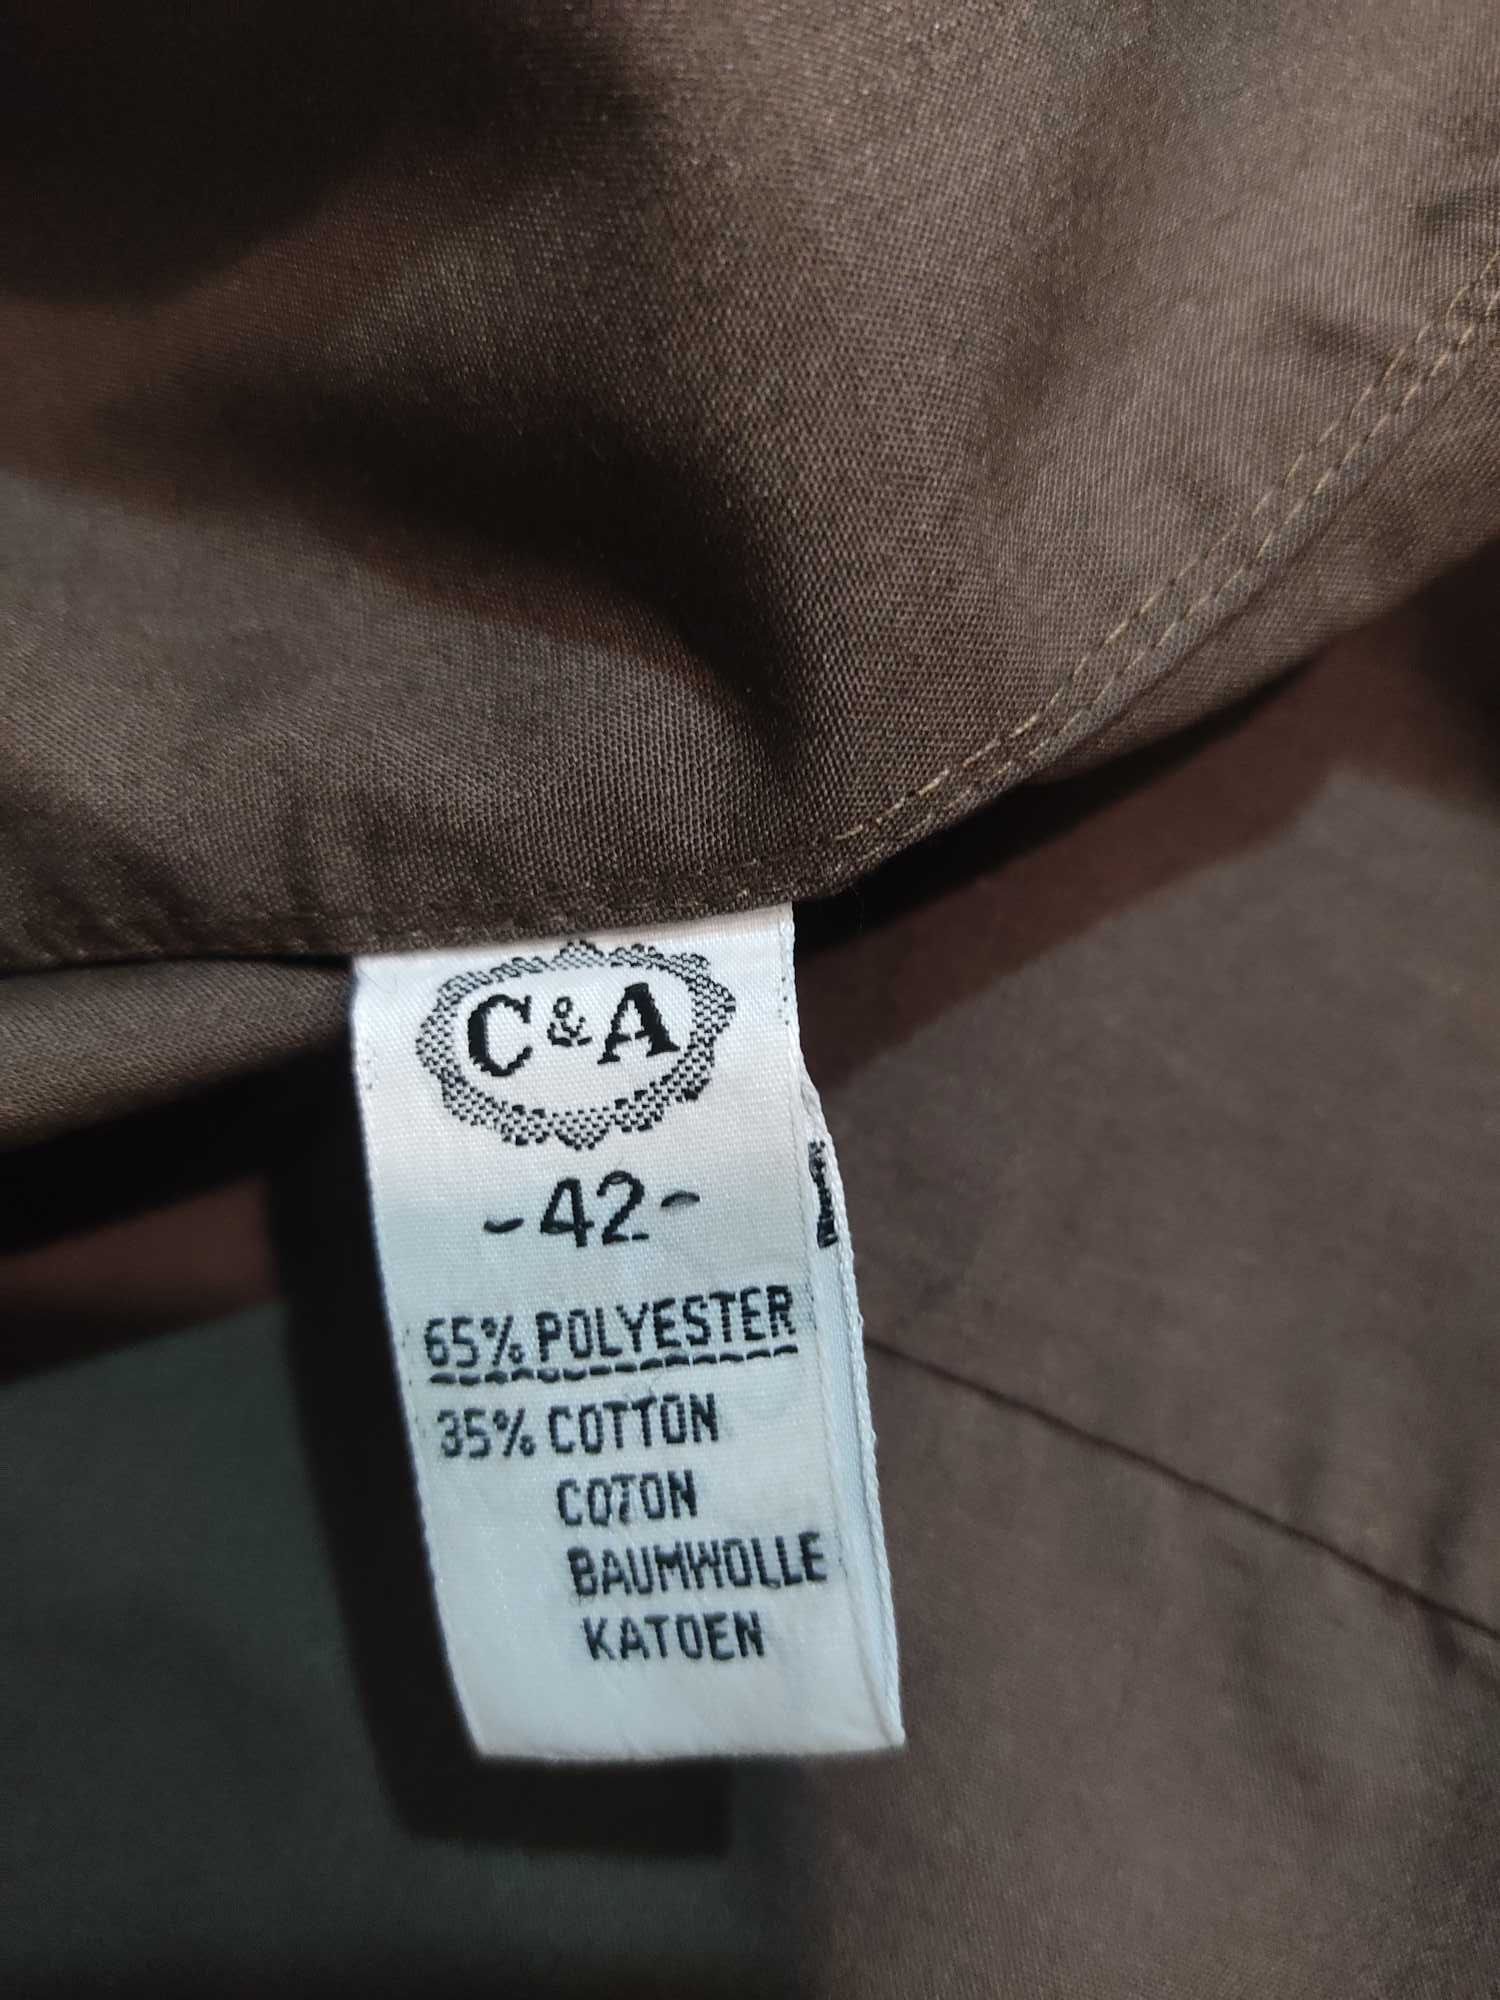 C&A
-42-
65% POLYESTER
35% COTTON
COTON
BAUMWOLLE
KATOEN